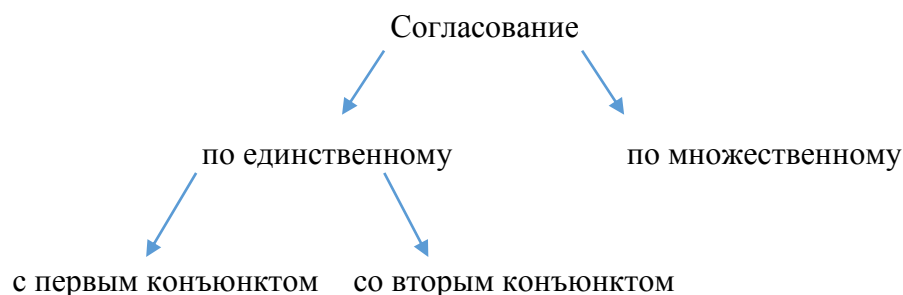 Согласование
по единственному по множественному
с первым конъюнктом со вторым конъюнктом